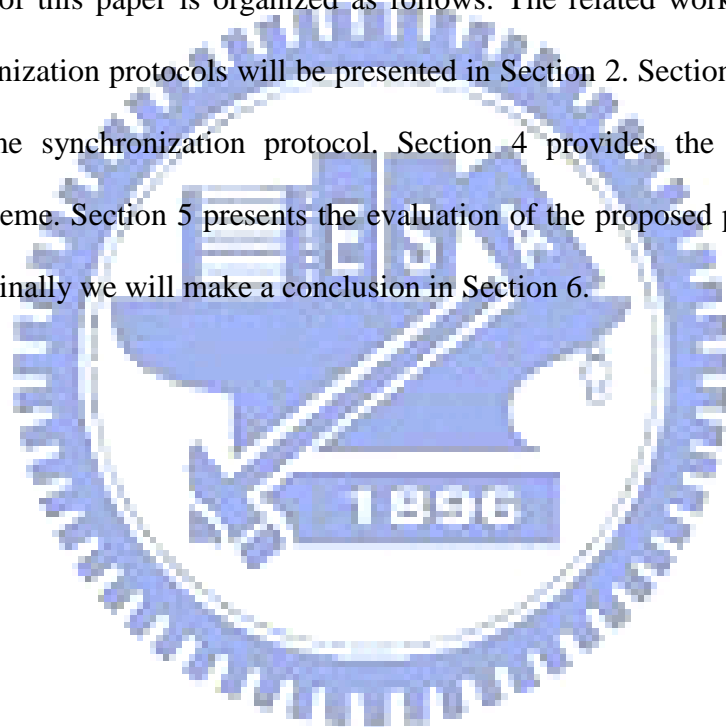 of this paper is organized as follows. The related work
nization protocols will be presented in Section 2. Section
he synchronization protocol. Section 4 provides the
eme. Section 5 presents the evaluation of the proposed p
inally we will make a conclusion in Section 6.
ES
1896